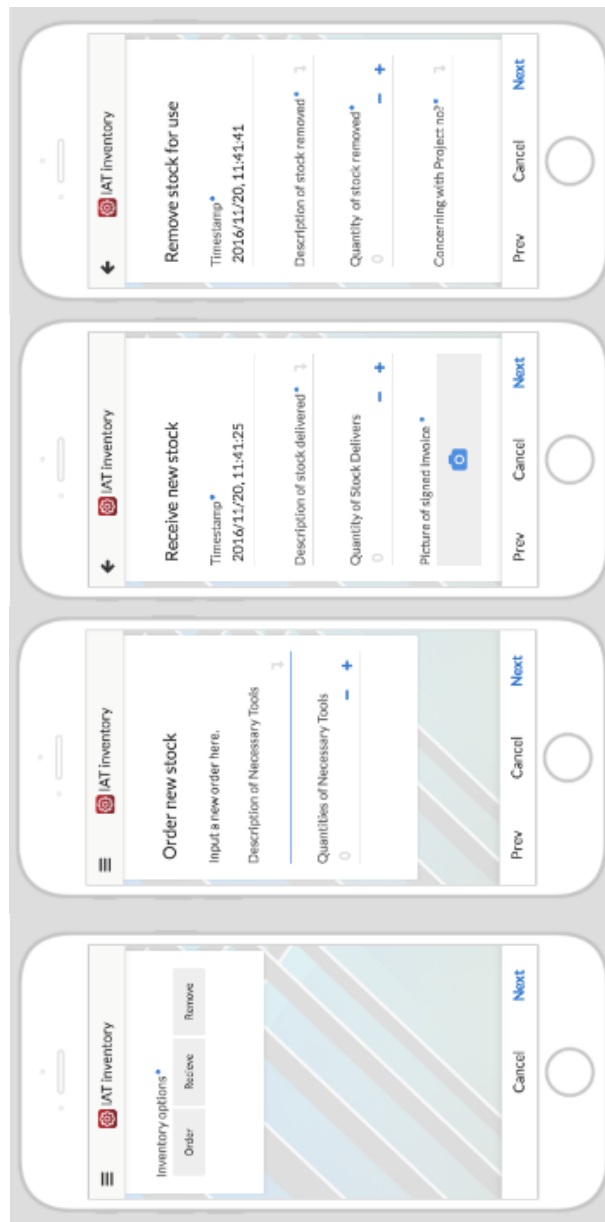 IAT inventory
Inventory options*
Order Recieve Remove
Cancel Next
IAT inventory
Order new stock
Input a new order here.
Description of Necessary Tools
Quantities of Necessary Tools
0 − +
Prev Cancel Next
IAT inventory
Receive new stock
Timestamp*
2016/11/20, 11:41:25
Description of stock delivered*
Quantity of Stock Delivers
0 − +
Picture of signed invoice*
Prev Cancel Next
IAT inventory
Remove stock for use
Timestamp*
2016/11/20, 11:41:41
Description of stock removed*
Quantity of stock removed*
0 − +
Concerning with Project no?*
Prev Cancel Next